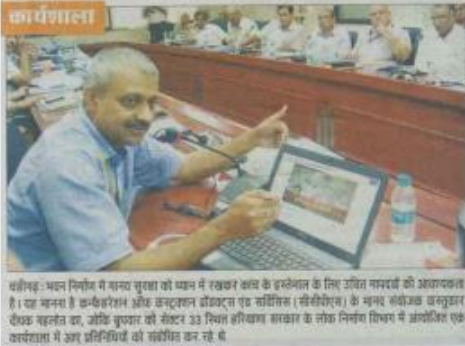 कार्यशाला
चंडीगढ़ : भवन निर्माण में मानव सुरक्षा को ध्यान में रखकर कांच के इस्तेमाल के लिए उचित मापदंडों की आवश्यकता
है। यह मानना है कन्फेडरेशन ऑफ कंस्ट्रक्शन प्रोडक्ट्स एंड सर्विसिस (सीसीपीएस) के मानद संयोजक वास्तुकार
दीपक गहलोत का, जोकि बुधवार को सेक्टर 33 स्थित हरियाणा सरकार के लोक निर्माण विभाग में आयोजित एक
कार्यशाला में आए प्रतिनिधियों को संबोधित कर रहे थे